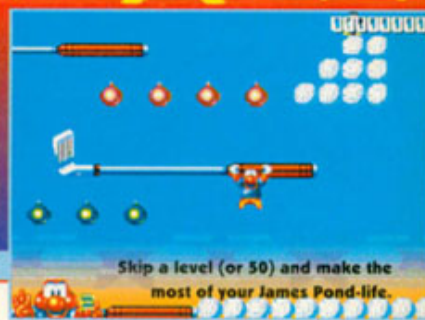 Skip a level (or 50) and make the
most of your James Pond-life.